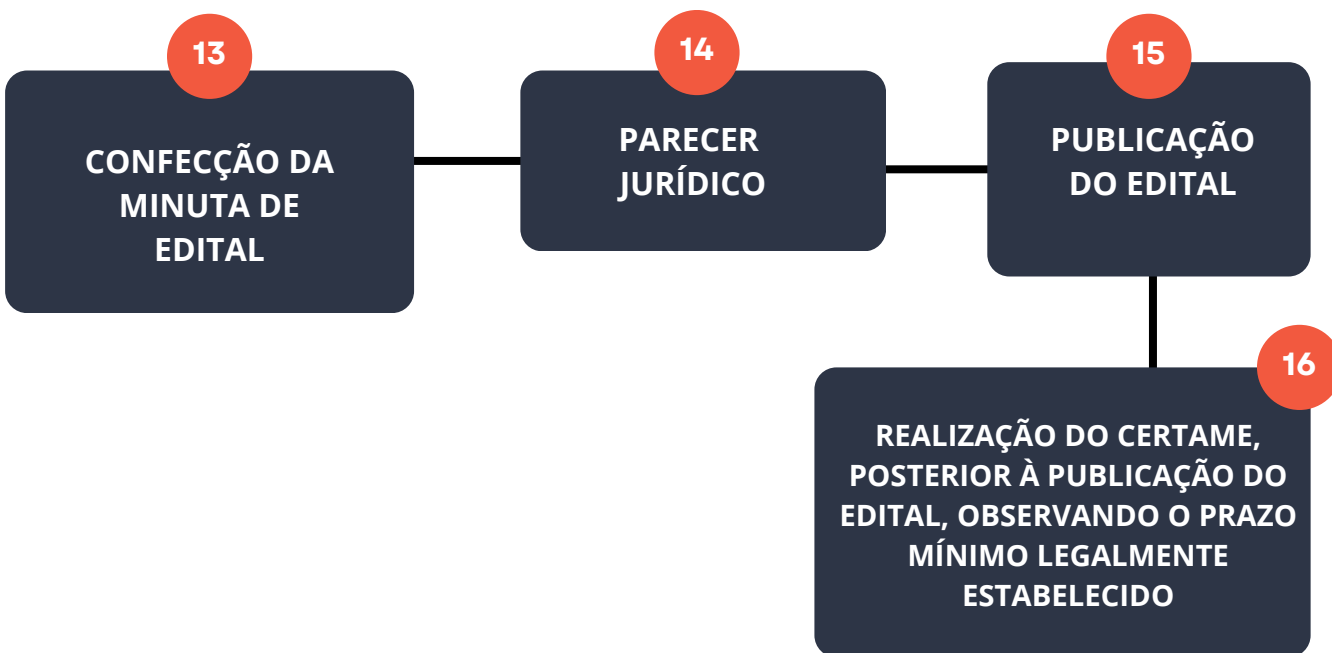 13
CONFECÇÃO DA
MINUTA DE
EDITAL
14
PARECER
JURÍDICO
15
PUBLICAÇÃO
DO EDITAL
16
REALIZAÇÃO DO CERTAME,
POSTERIOR À PUBLICAÇÃO DO
EDITAL, OBSERVANDO O PRAZO
MÍNIMO LEGALMENTE
ESTABELECIDO